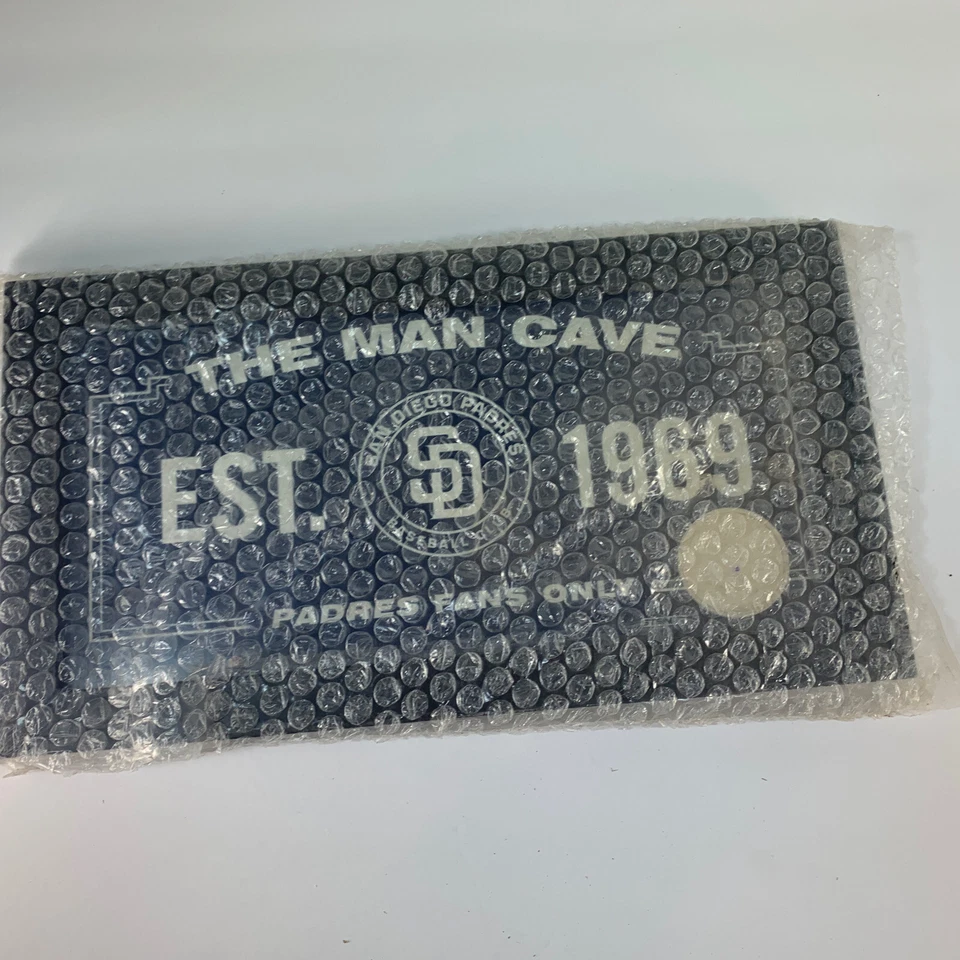 THE MAN CAVE
EST.
SAN DIEGO PADRES
SD
BASEBALL CLUB
1969
PADRES FANS ONLY